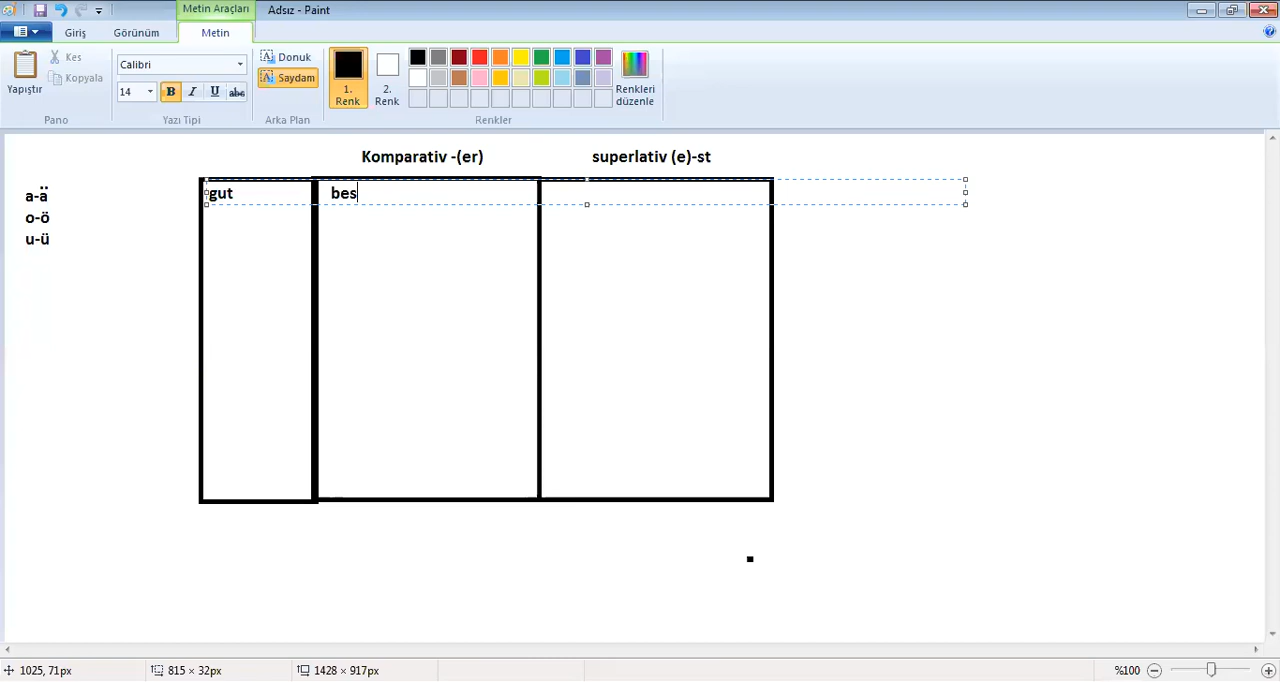 Metin Araçları
Adsız - Paint
Giriş
Görünüm
Metin
Yapıştır
Kes
Kopyala
Pano
Calibri
14
B I U abc
Yazı Tipi
Donuk
Saydam
Arka Plan
1. Renk
2. Renk
Renkler
Renkleri düzenle
Komparativ -(er)
superlativ (e)-st
gut
bes
a-ä
o-ö
u-ü
1025, 71px
815 × 32px
1428 × 917px
%100